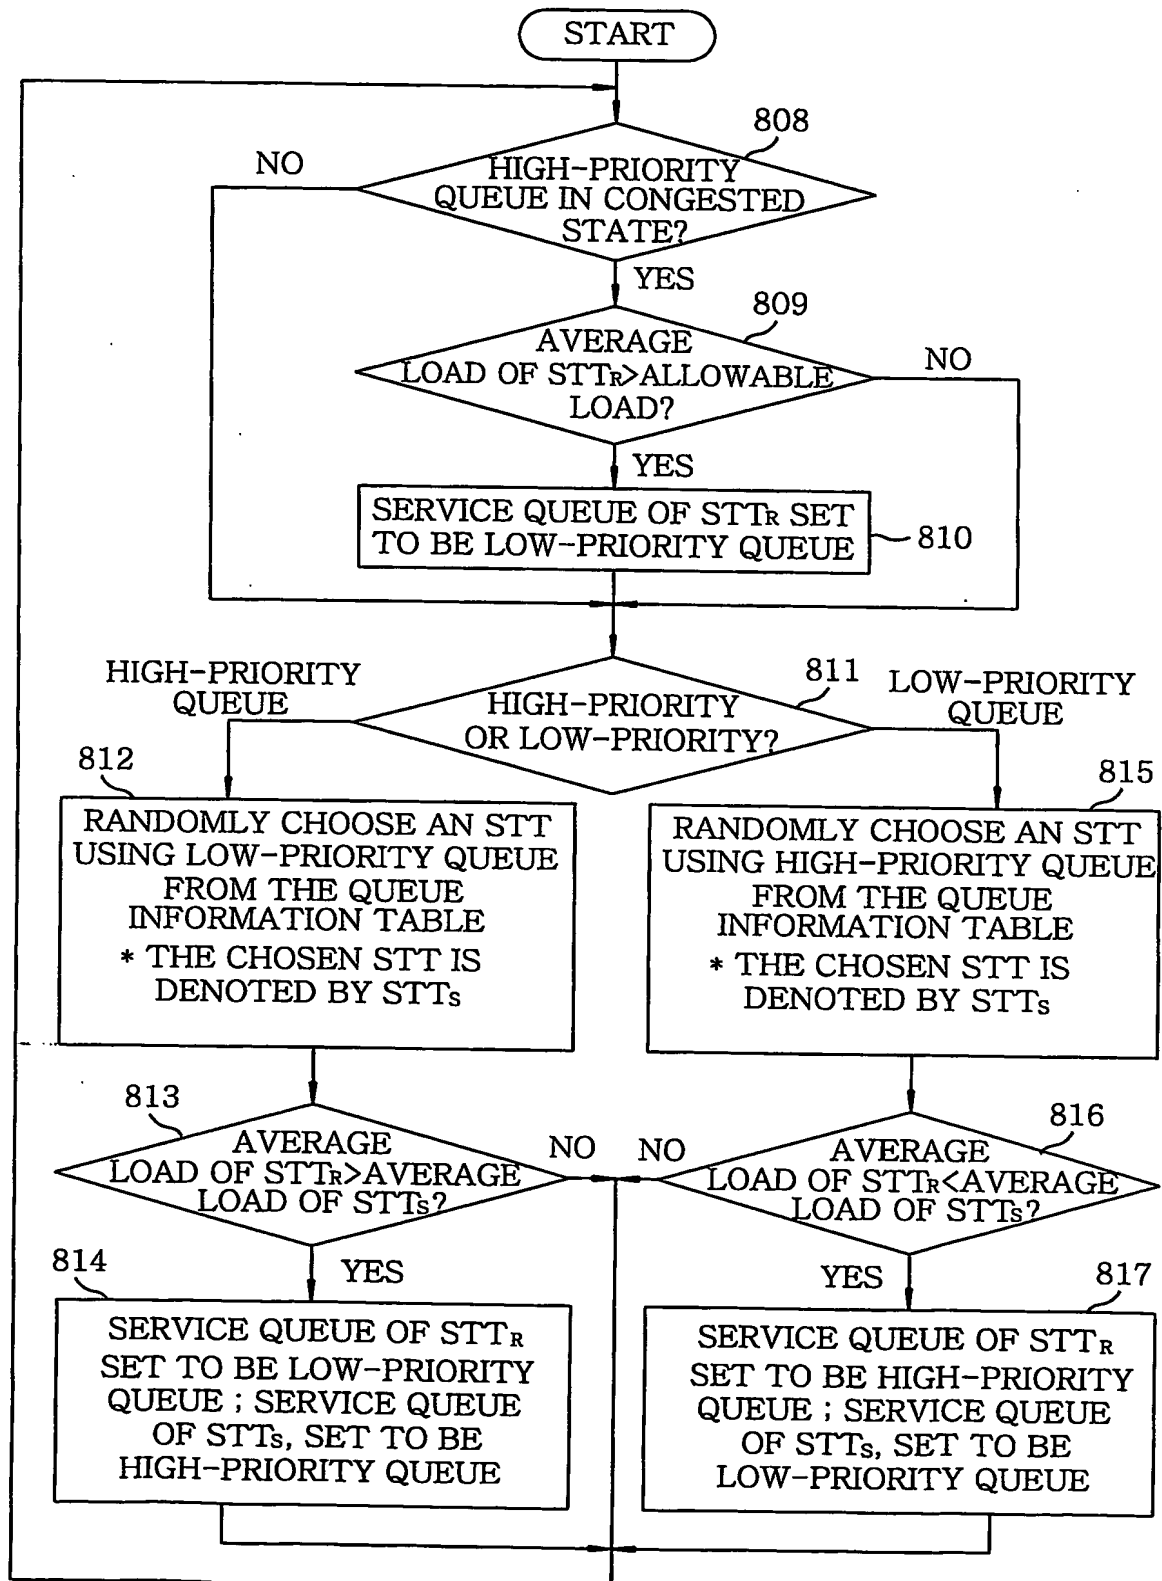 START
808
NO
HIGH-PRIORITY
QUEUE IN CONGESTED
STATE?
YES
809
AVERAGE
LOAD OF STTR>ALLOWABLE
LOAD?
NO
YES
SERVICE QUEUE OF STTR SET
TO BE LOW-PRIORITY QUEUE
810
HIGH-PRIORITY
QUEUE
811
LOW-PRIORITY
QUEUE
HIGH-PRIORITY
OR LOW-PRIORITY?
812
RANDOMLY CHOOSE AN STT
USING LOW-PRIORITY QUEUE
FROM THE QUEUE
INFORMATION TABLE
* THE CHOSEN STT IS
DENOTED BY STTs
815
RANDOMLY CHOOSE AN STT
USING HIGH-PRIORITY QUEUE
FROM THE QUEUE
INFORMATION TABLE
* THE CHOSEN STT IS
DENOTED BY STTs
813
AVERAGE
LOAD OF STTR>AVERAGE
LOAD OF STTs?
NO
NO
816
AVERAGE
LOAD OF STTR<AVERAGE
LOAD OF STTs?
YES
YES
814
SERVICE QUEUE OF STTR
SET TO BE LOW-PRIORITY
QUEUE ; SERVICE QUEUE
OF STTs, SET TO BE
HIGH-PRIORITY QUEUE
817
SERVICE QUEUE OF STTR
SET TO BE HIGH-PRIORITY
QUEUE ; SERVICE QUEUE
OF STTs, SET TO BE
LOW-PRIORITY QUEUE